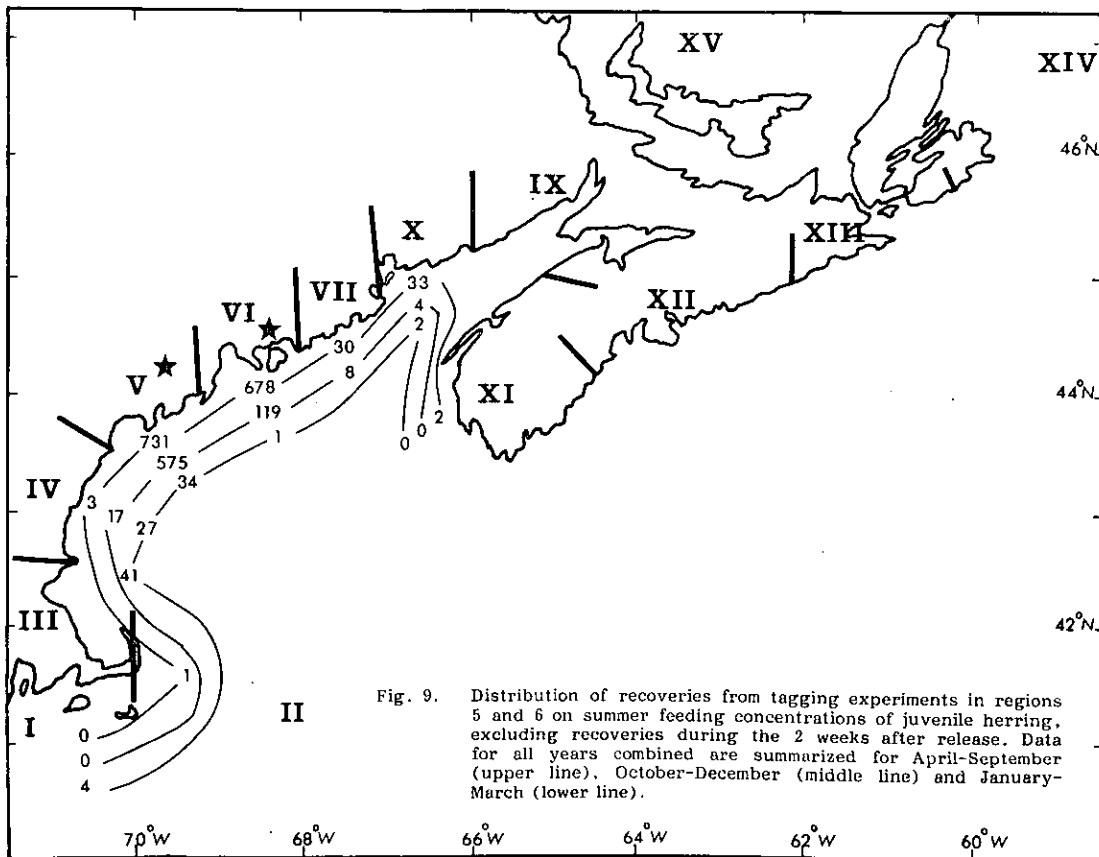 XV
XIV
46°N
IX
X
XIII
VII
33
VI
4
XII
2
30
V
8
678
XI
44°N
119
2
1
0
0
731
575
34
IV
3
17
27
41
III
42°N
1
Fig. 9. Distribution of recoveries from tagging experiments in regions
5 and 6 on summer feeding concentrations of juvenile herring,
excluding recoveries during the 2 weeks after release. Data
for all years combined are summarized for April-September
(upper line), October-December (middle line) and January-
March (lower line).
I
II
0
0
4
70°W
68°W
66°W
64°W
62°W
60°W